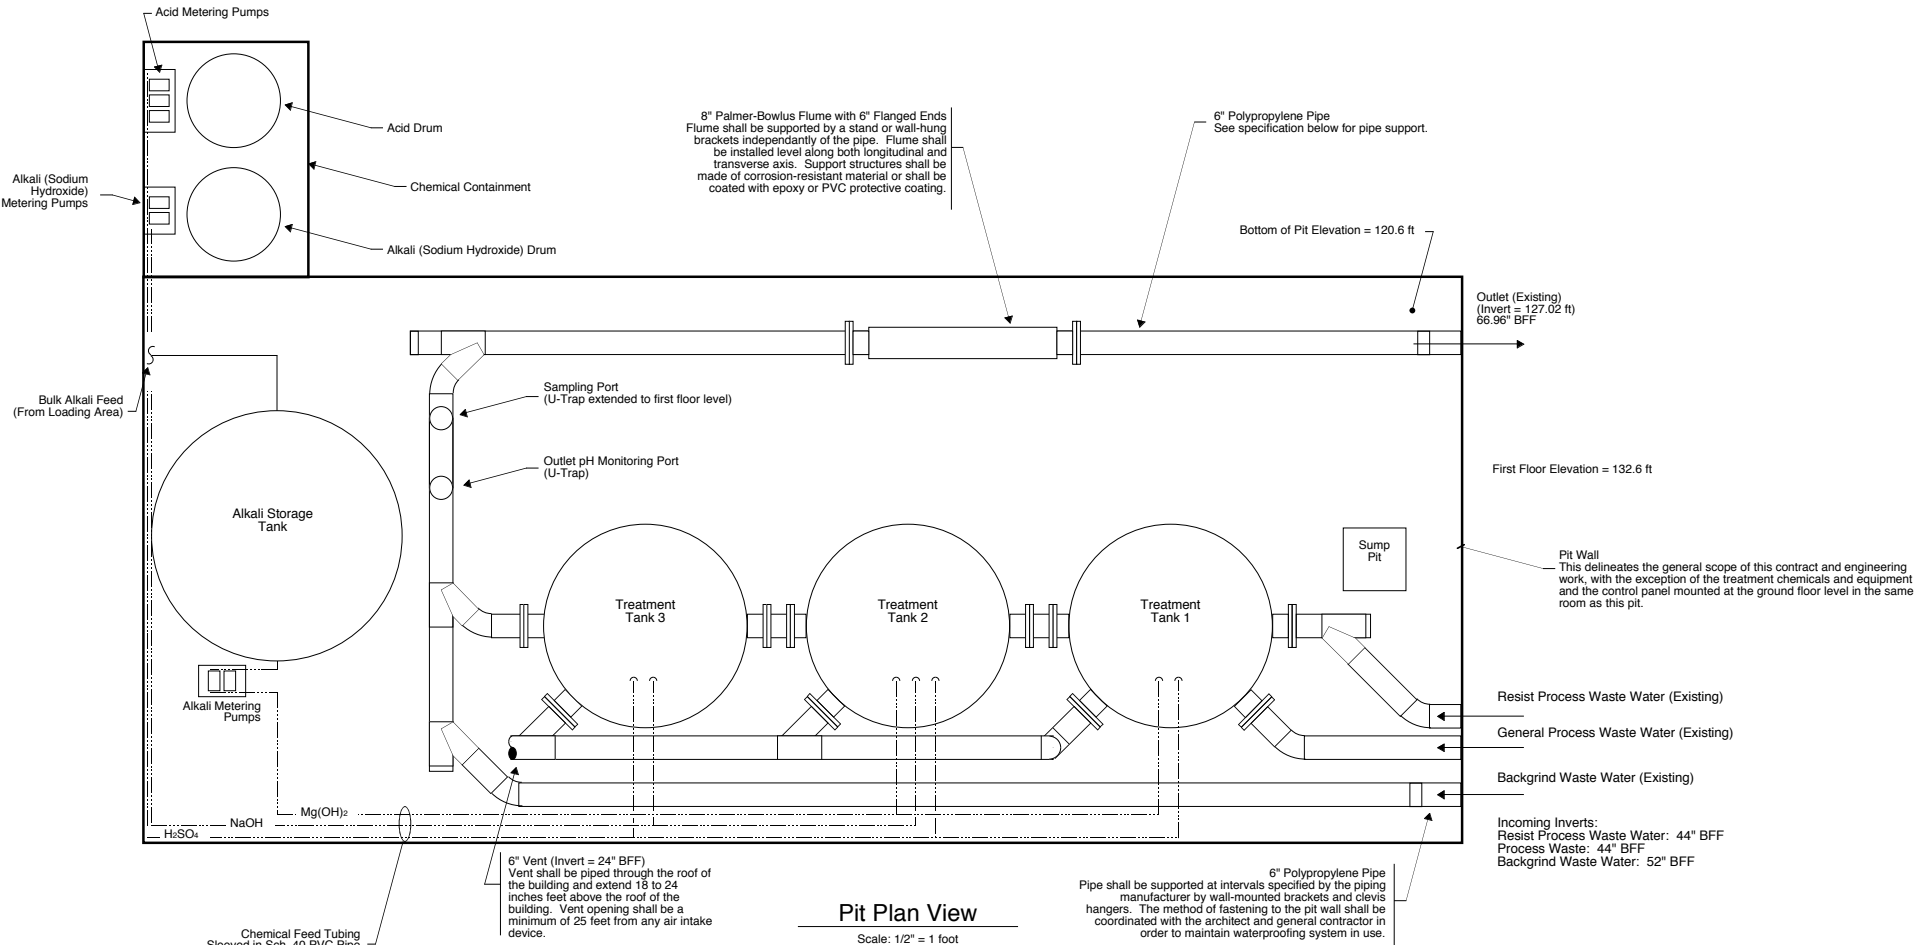 Acid Metering Pumps
Acid Drum
Chemical Containment
Alkali (Sodium
Hydroxide)
Metering Pumps
Alkali (Sodium Hydroxide) Drum
8" Palmer-Bowlus Flume with 6" Flanged Ends
Flume shall be supported by a stand or wall-hung
brackets independantly of the pipe. Flume shall
be installed level along both longitudinal and
transverse axis. Support structures shall be
made of corrosion-resistant material or shall be
coated with epoxy or PVC protective coating.
6" Polypropylene Pipe
See specification below for pipe support.
Bottom of Pit Elevation = 120.6 ft
Outlet (Existing)
(Invert = 127.02 ft)
66.96" BFF
Bulk Alkali Feed
(From Loading Area)
Sampling Port
(U-Trap extended to first floor level)
Outlet pH Monitoring Port
(U-Trap)
First Floor Elevation = 132.6 ft
Alkali Storage
Tank
Sump
Pit
Pit Wall
This delineates the general scope of this contract and engineering
work, with the exception of the treatment chemicals and equipment
and the control panel mounted at the ground floor level in the same
room as this pit.
Treatment
Tank 3
Treatment
Tank 2
Treatment
Tank 1
Alkali Metering
Pumps
Resist Process Waste Water (Existing)
General Process Waste Water (Existing)
Backgrind Waste Water (Existing)
Mg(OH)₂
NaOH
H₂SO₄
Incoming Inverts:
Resist Process Waste Water: 44" BFF
Process Waste: 44" BFF
Backgrind Waste Water: 52" BFF
6" Vent (Invert = 24" BFF)
Vent shall be piped through the roof of
the building and extend 18 to 24
inches feet above the roof of the
building. Vent opening shall be a
minimum of 25 feet from any air intake
device.
6" Polypropylene Pipe
Pipe shall be supported at intervals specified by the piping
manufacturer by wall-mounted brackets and clevis
hangers. The method of fastening to the pit wall shall be
coordinated with the architect and general contractor in
order to maintain waterproofing system in use.
Pit Plan View
Scale: 1/2" = 1 foot
Chemical Feed Tubing
Sleeved in Sch. 40 PVC Pipe